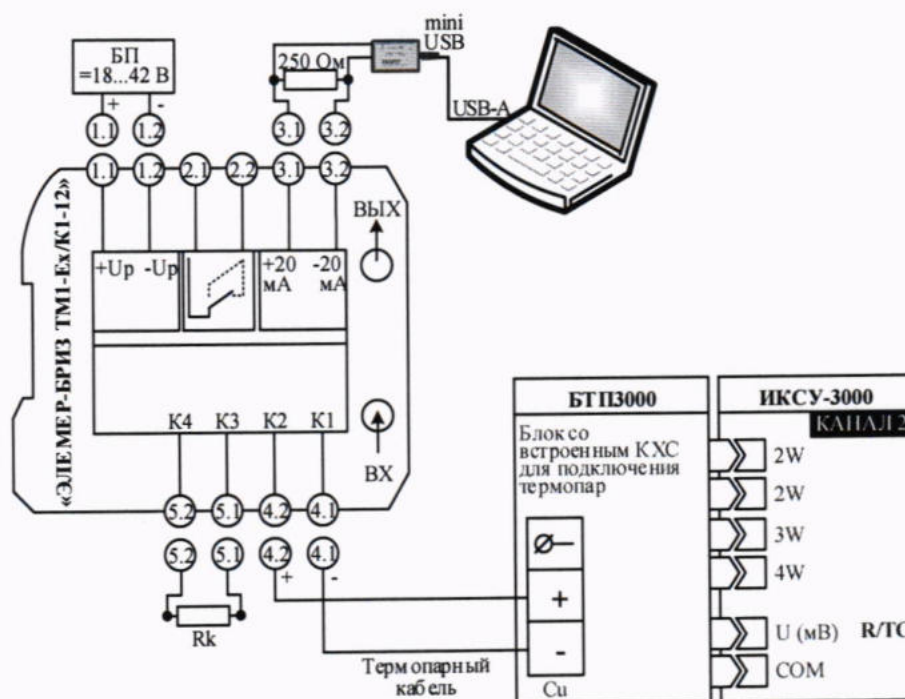 mini
USB
БП
=18...42 В
250 Ом
+
-
USB-A
1.1
1.2
3.1
3.2
1.1
1.2
2.1
2.2
3.1
3.2
ВЫХ
«ЭЛЕМЕР-БРИЗ ТМ1-Ех/К1-12»
+Up
-Up
+20
мА
-20
мА
К4
К3
К2
К1
ВХ
5.2
5.1
4.2
4.1
5.2
5.1
4.2
4.1
+
-
Rk
Термопарный
кабель
БТП3000
Блок со
встроенным КХС
для подключения
термопар
+
-
Cu
ИКСУ-3000
КАНАЛ 2
2W
2W
3W
4W
U (мВ)
R/TC
COM